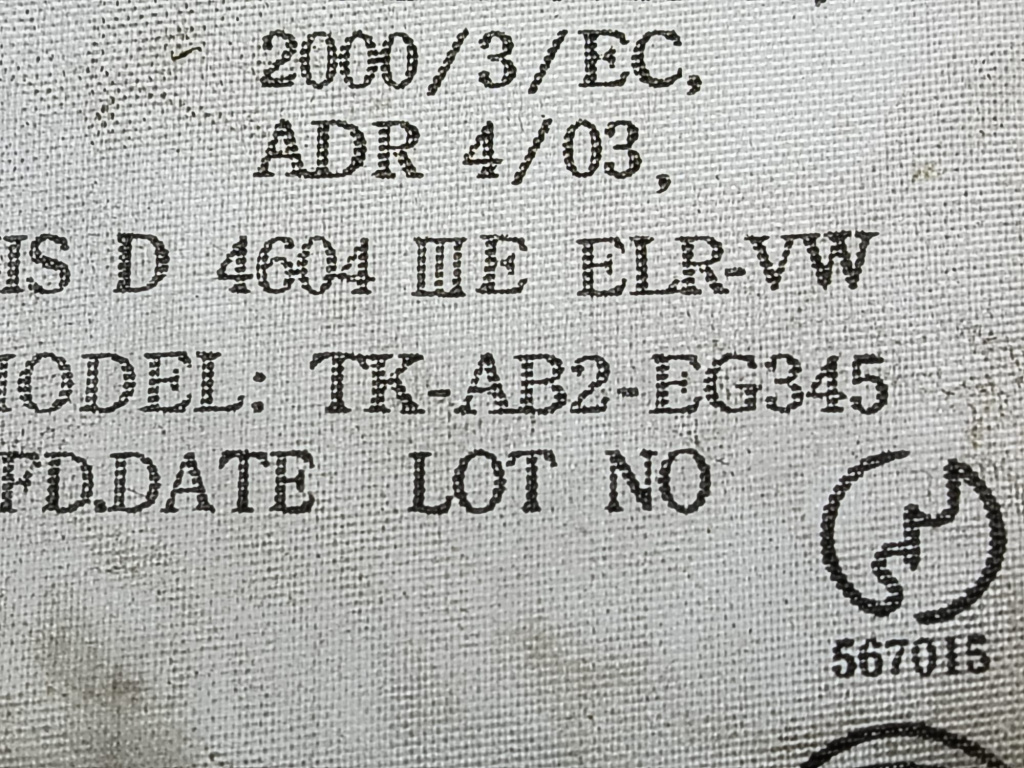 2000/3/EC,
ADR 4/03,
IS D 4604 ⅢE ELR-VW
MODEL: TK-AB2-EG345
FD.DATE LOT NO
567015